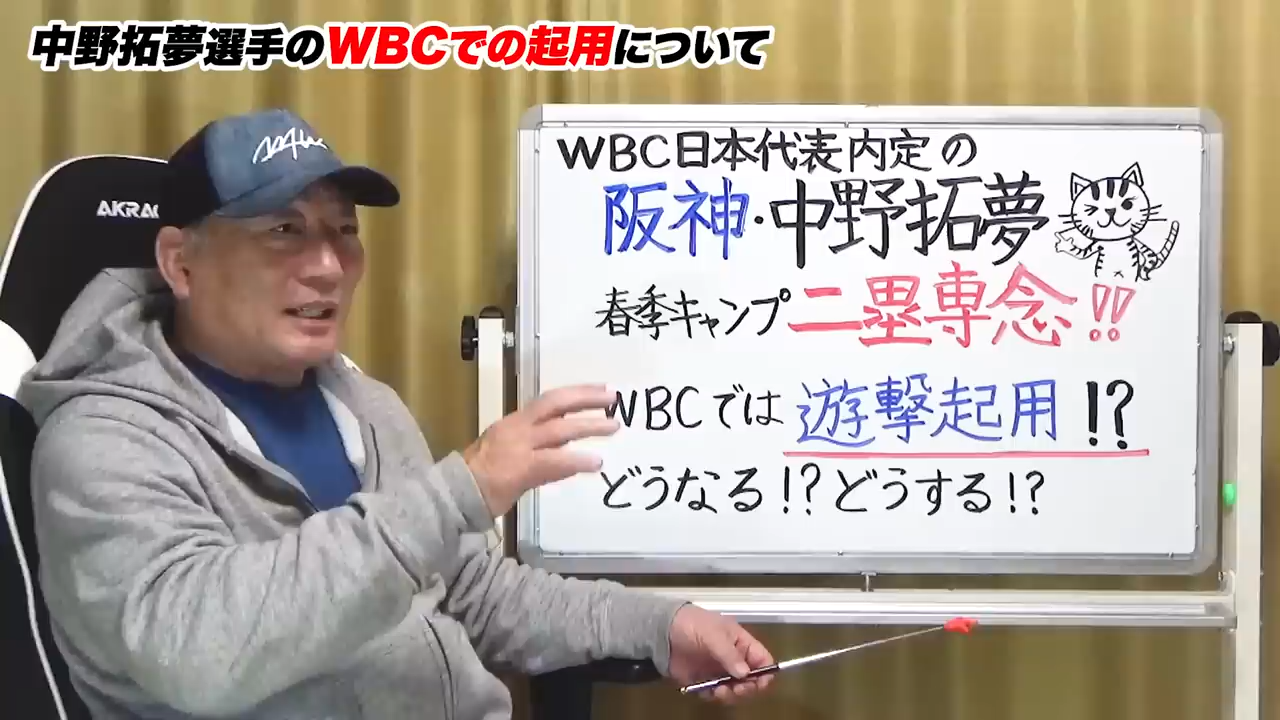 中野拓夢選手のWBCでの起用について
AKRA
WBC日本代表内定の
阪神・中野拓夢
春季キャンプ二塁専念!!
WBCでは遊撃起用!?
どうなる!?どうする!?